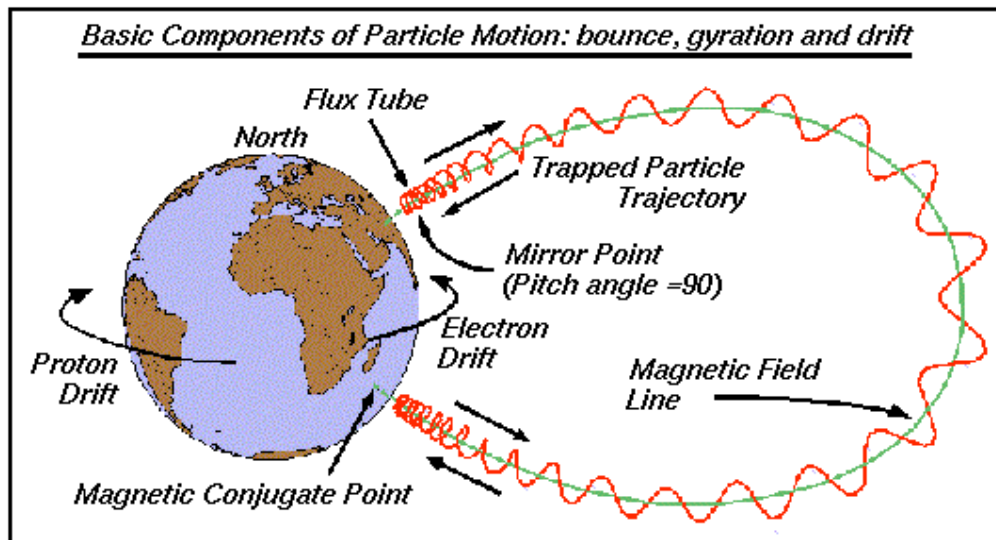 Basic Components of Particle Motion: bounce, gyration and drift
Flux Tube
North
Trapped Particle
Trajectory
Mirror Point
(Pitch angle =90)
Proton
Drift
Electron
Drift
Magnetic Field
Line
Magnetic Conjugate Point